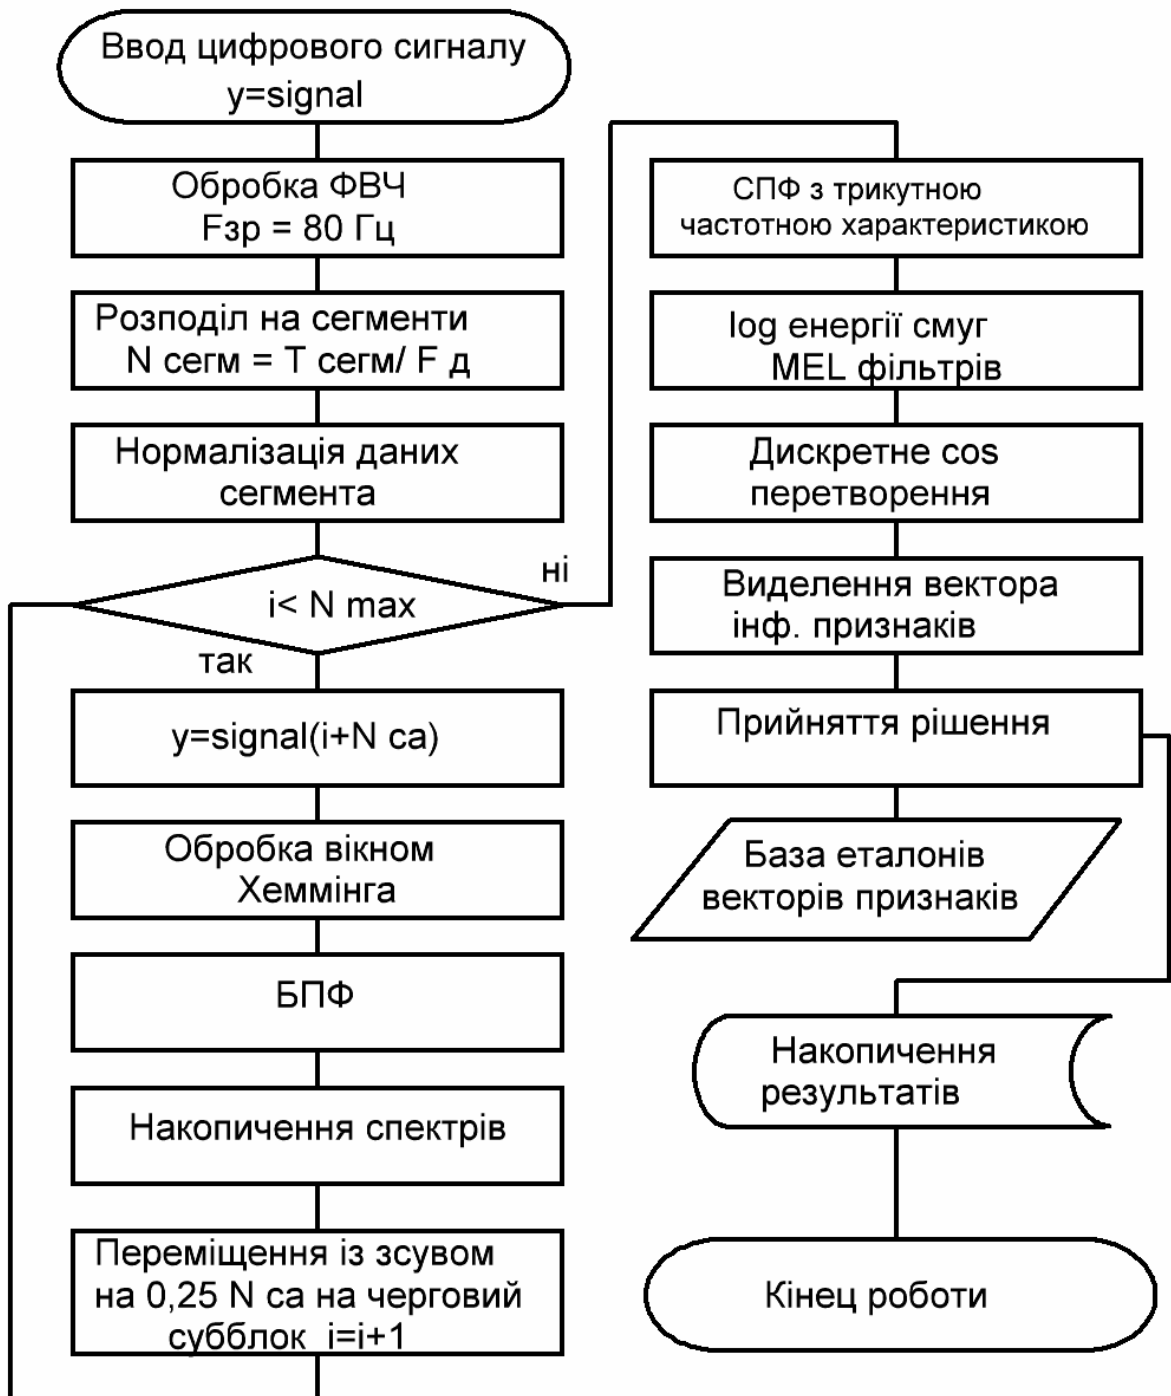 Ввод цифрового сигналу
y=signal
Обробка ФВЧ
Fзр = 80 Гц
Розподіл на сегменти
N сегм = T сегм/ F д
Нормалізація даних
сегмента
ні
i< N max
так
y=signal(i+N ca)
Обробка вікном
Хеммінга
БПФ
Накопичення спектрів
Переміщення із зсувом
на 0,25 N ca на черговий
субблок i=i+1
СПФ з трикутною
частотною характеристикою
log енергії смуг
MEL фільтрів
Дискретне cos
перетворення
Виделення вектора
інф. признаків
Прийняття рішення
База еталонів
векторів признаків
Накопичення
результатів
Кінец роботи